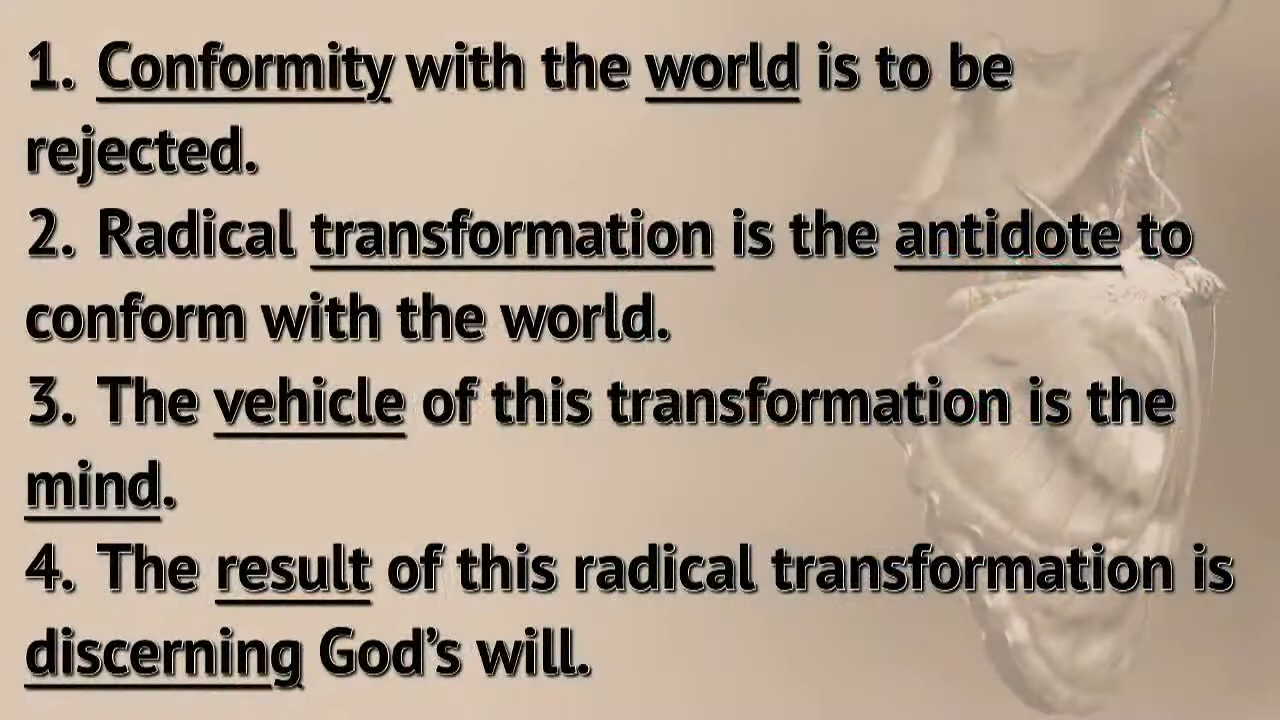 1. Conformity with the world is to be
rejected.
2. Radical transformation is the antidote to
conform with the world.
3. The vehicle of this transformation is the
mind.
4. The result of this radical transformation is
discerning God’s will.